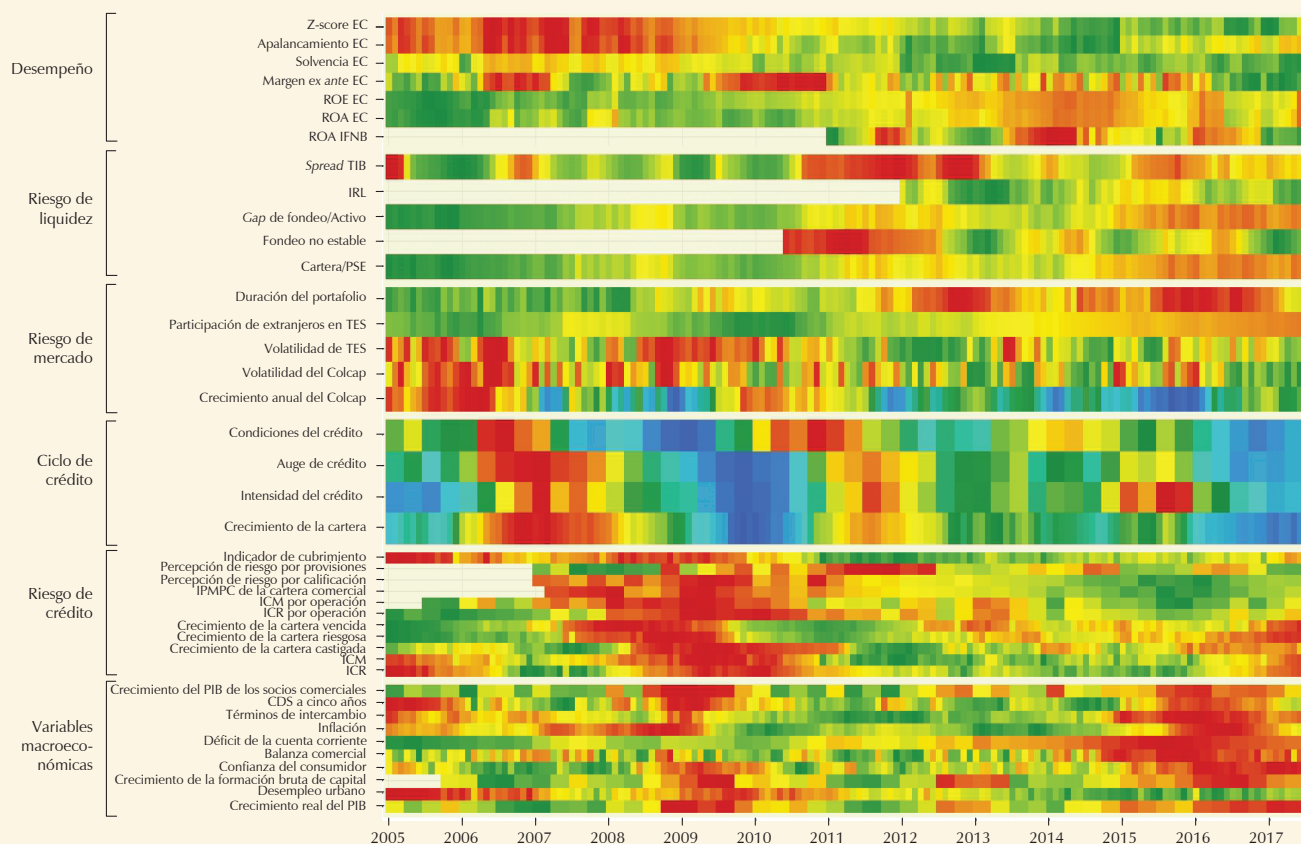 Desempeño
Z-score EC
Apalancamiento EC
Solvencia EC
Margen ex ante EC
ROE EC
ROA EC
ROA IFNB
Riesgo de
liquidez
Spread TIB
IRL
Gap de fondeo/Activo
Fondeo no estable
Cartera/PSE
Riesgo de
mercado
Duración del portafolio
Participación de extranjeros en TES
Volatilidad de TES
Volatilidad del Colcap
Crecimiento anual del Colcap
Ciclo de
crédito
Condiciones del crédito
Auge de crédito
Intensidad del crédito
Crecimiento de la cartera
Riesgo de
crédito
Indicador de cubrimiento
Percepción de riesgo por provisiones
Percepción de riesgo por calificación
IPMPC de la cartera comercial
ICM por operación
ICR por operación
Crecimiento de la cartera vencida
Crecimiento de la cartera riesgosa
Crecimiento de la cartera castigada
ICM
ICR
Variables
macroeco-
nómicas
Crecimiento del PIB de los socios comerciales
CDS a cinco años
Términos de intercambio
Inflación
Déficit de la cuenta corriente
Balanza comercial
Confianza del consumidor
Crecimiento de la formación bruta de capital
Desempleo urbano
Crecimiento real del PIB
2005 2006 2007 2008 2009 2010 2011 2012 2013 2014 2015 2016 2017